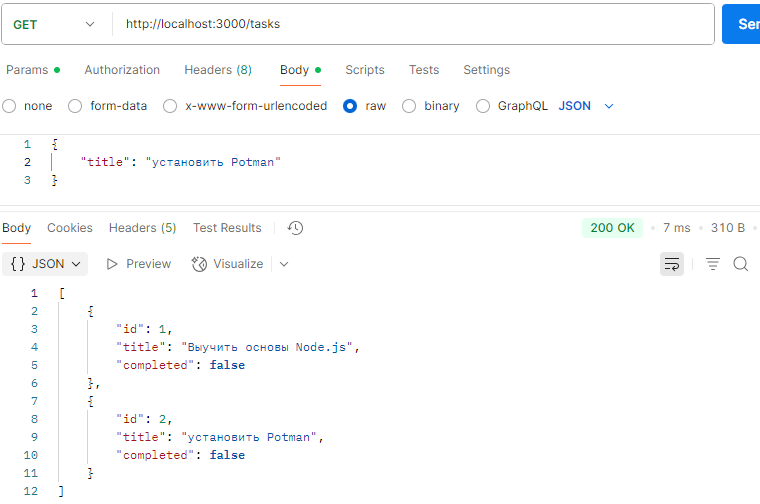 GET http://localhost:3000/tasks
Params Authorization Headers (8) Body Scripts Tests Settings
none form-data x-www-form-urlencoded raw binary GraphQL JSON
1 {
2 "title": "установить Potman"
3 }
Body Cookies Headers (5) Test Results 200 OK • 7 ms • 310 B •
{} JSON Preview Visualize
1 [
2 {
3 "id": 1,
4 "title": "Выучить основы Node.js",
5 "completed": false
6 },
7 {
8 "id": 2,
9 "title": "установить Potman",
10 "completed": false
11 }
12 ]